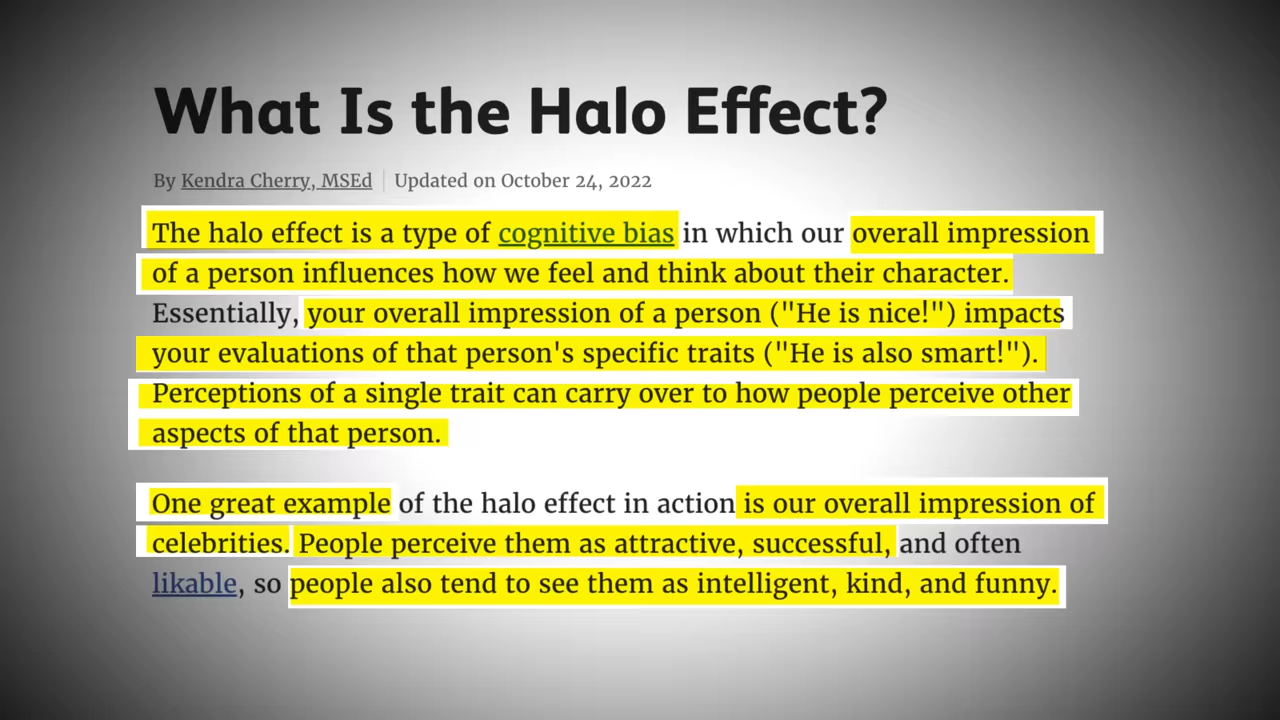 What Is the Halo Effect?
By Kendra Cherry, MSEd Updated on October 24, 2022
The halo effect is a type of cognitive bias in which our overall impression
of a person influences how we feel and think about their character.
Essentially, your overall impression of a person ("He is nice!") impacts
your evaluations of that person's specific traits ("He is also smart!").
Perceptions of a single trait can carry over to how people perceive other
aspects of that person.
One great example of the halo effect in action is our overall impression of
celebrities. People perceive them as attractive, successful, and often
likable, so people also tend to see them as intelligent, kind, and funny.